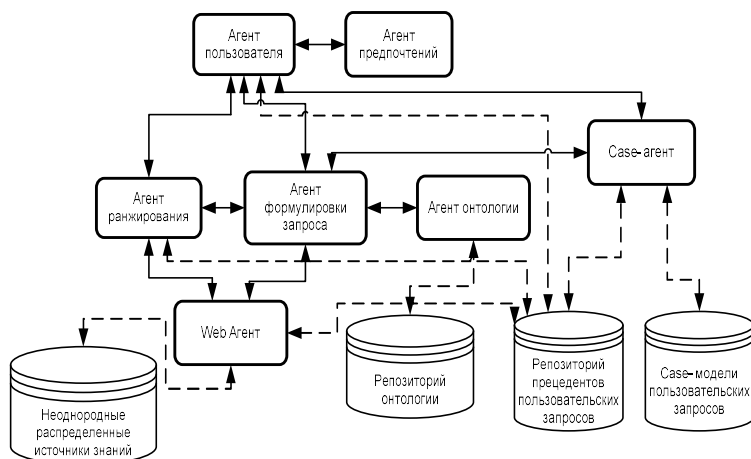 Агент
пользователя
Агент
предпочтений
Case- агент
Агент
ранжирования
Агент
формулировки
запроса
Агент онтологии
Web Агент
Неоднородные
распределенные
источники знаний
Репозиторий
онтологии
Репозиторий
прецедентов
пользовательских
запросов
Case- модели
пользовательских
запросов